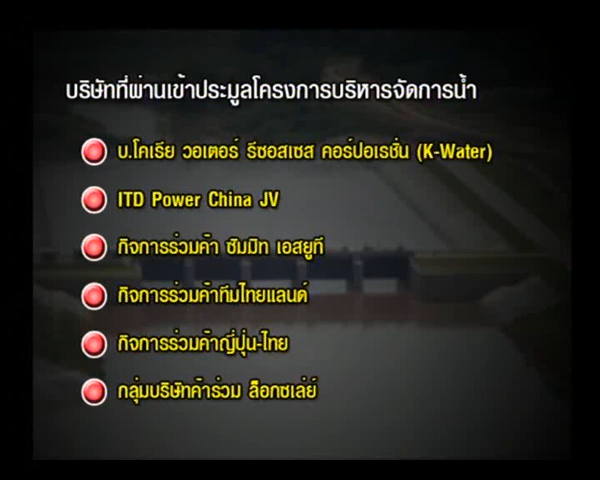 บริษัทที่ผ่านเข้าประมูลโครงการบริหารจัดการน้ำ
บ.โคเรีย วอเตอร์ รีซอสเซส คอร์ปอเรชั่น (K-Water)
ITD Power China JV
กิจการร่วมค้า ซัมมิท เอสยูที
กิจการร่วมค้าทีมไทยแลนด์
กิจการร่วมค้าญี่ปุ่น-ไทย
กลุ่มบริษัทค้าร่วม ล็อกซเล่ย์